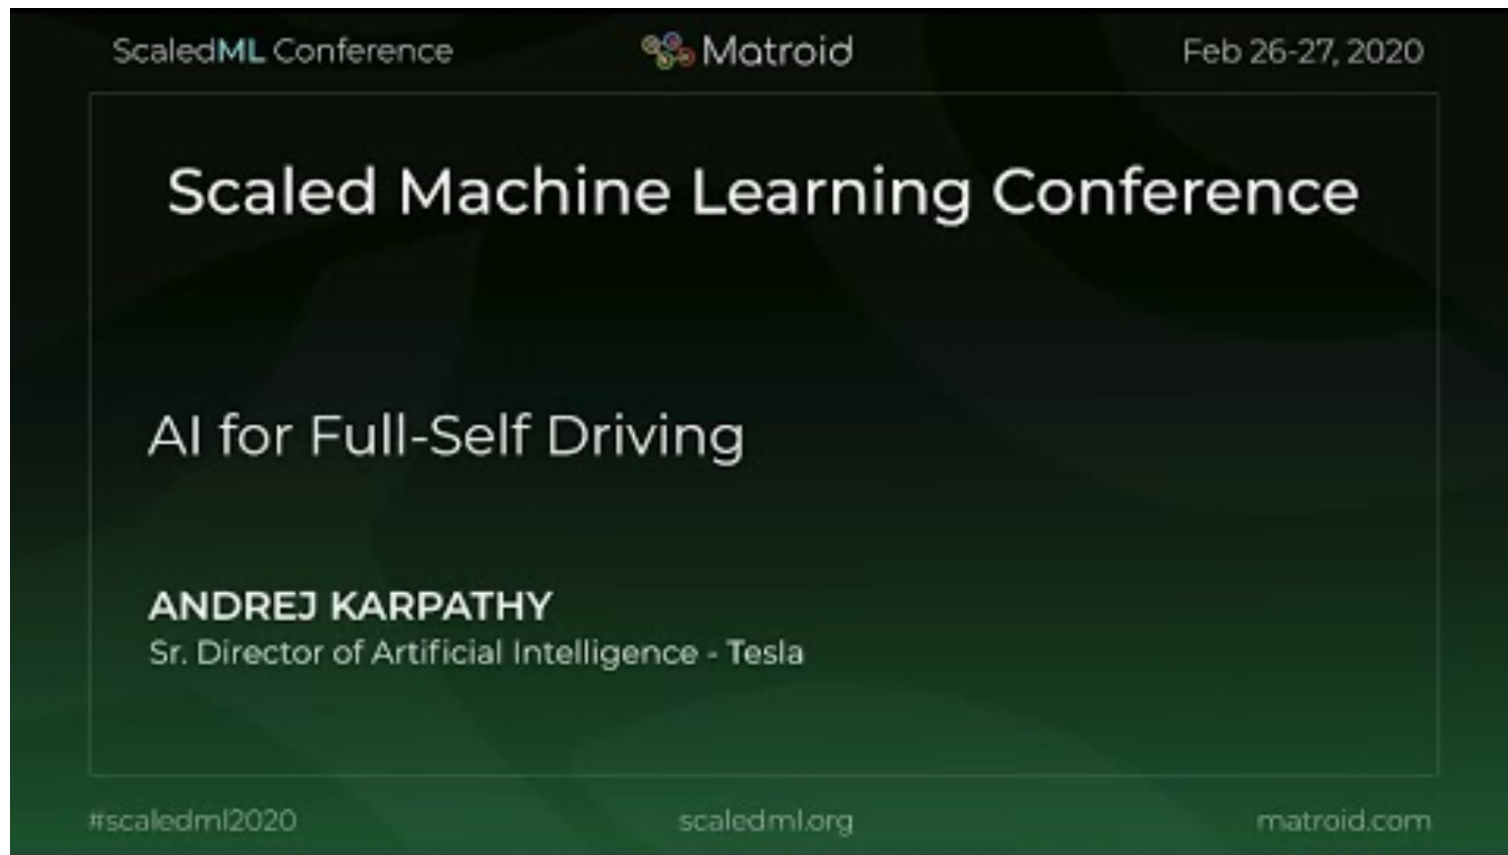 ScaledML Conference
Matroid
Feb 26-27, 2020
Scaled Machine Learning Conference
AI for Full-Self Driving
ANDREJ KARPATHY
Sr. Director of Artificial Intelligence - Tesla
#scaledml2020
scaledml.org
matroid.com